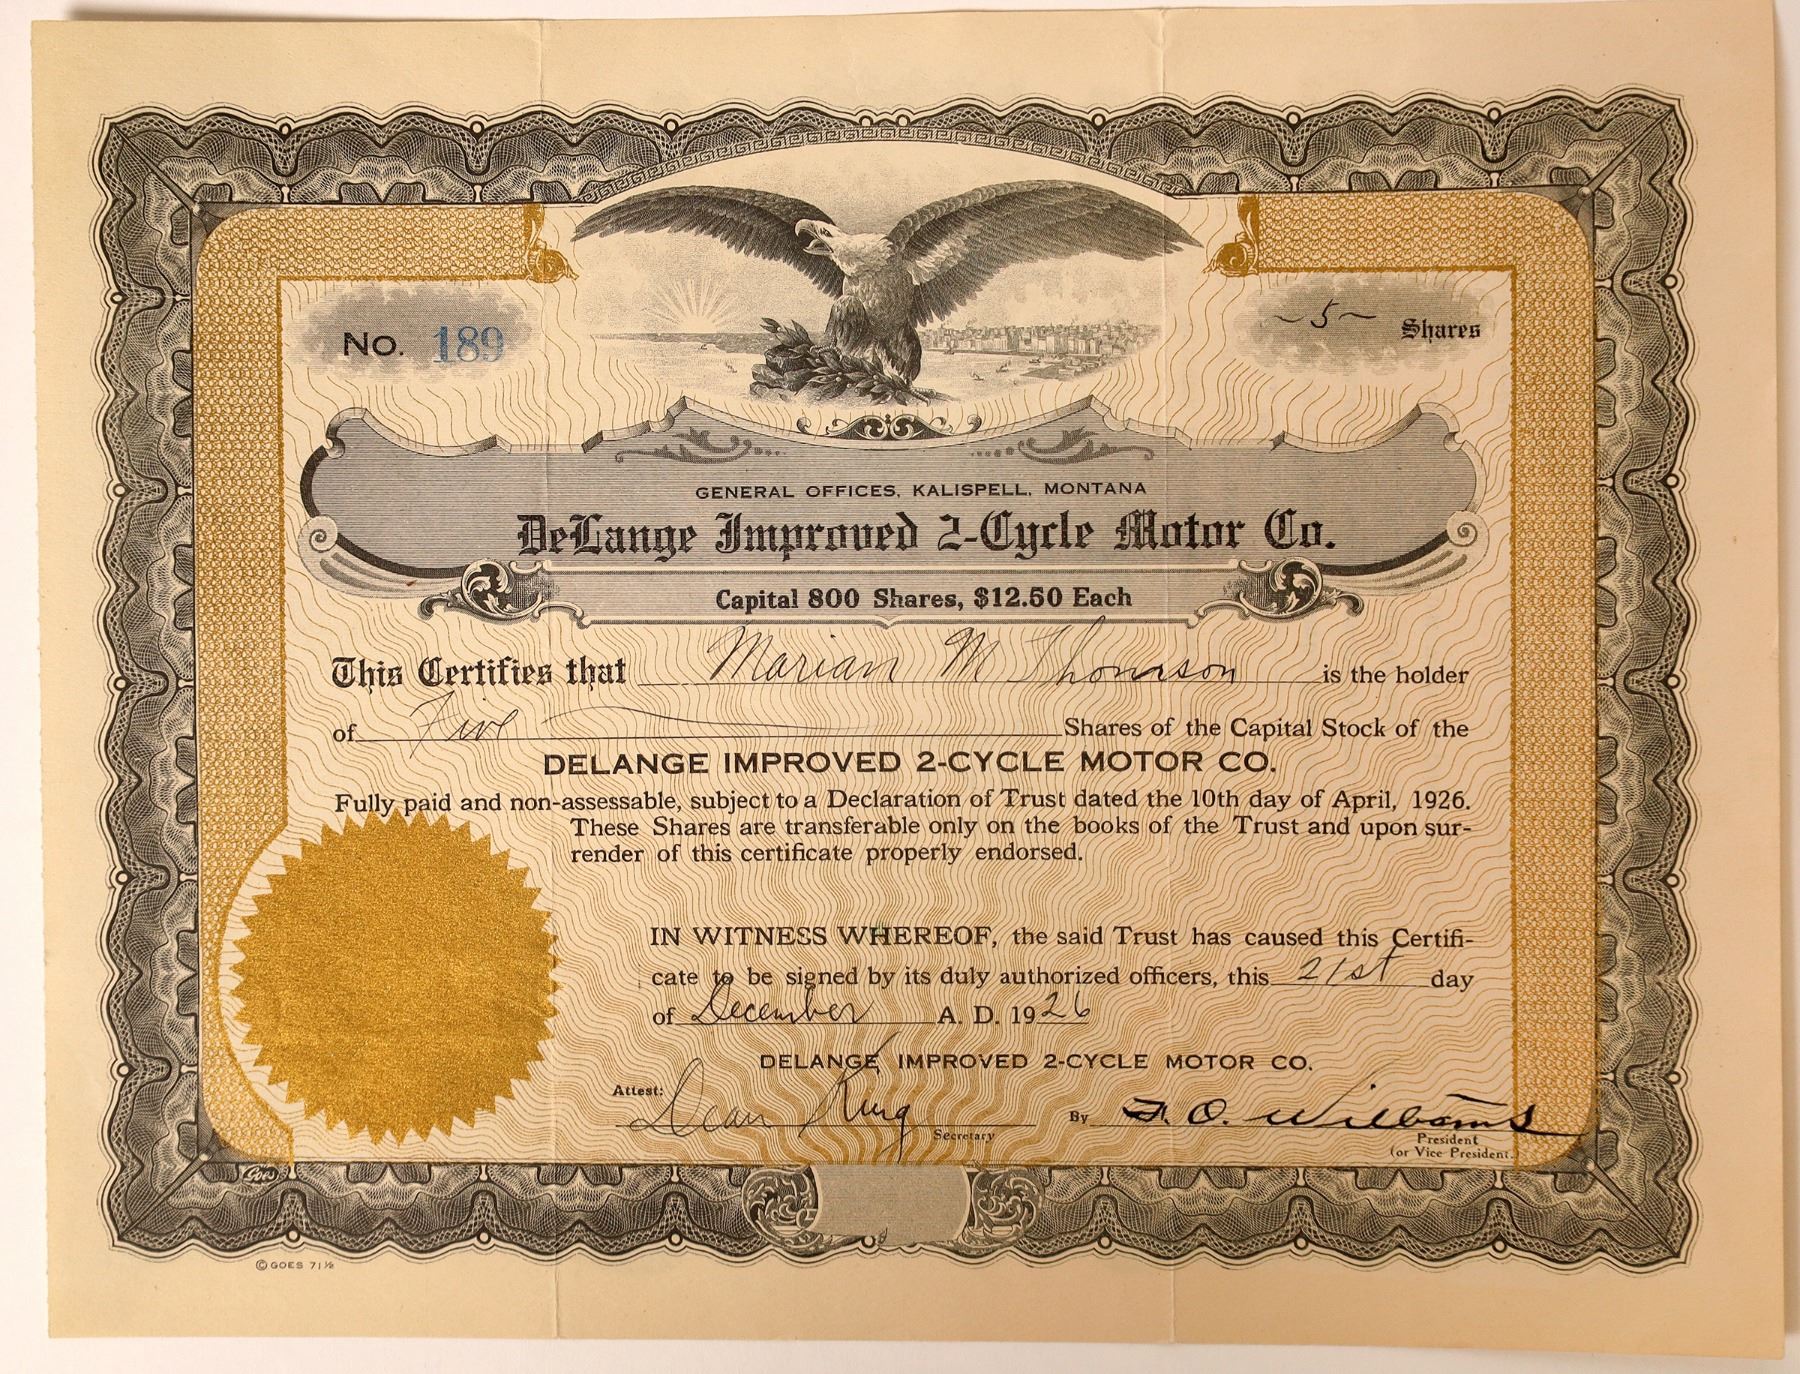 No. 189
~5~ Shares
GENERAL OFFICES, KALISPELL, MONTANA
DeLange Improved 2-Cycle Motor Co.
Capital 800 Shares, $12.50 Each
This Certifies that Marian M Thomson is the holder
of Five Shares of the Capital Stock of the
DELANGE IMPROVED 2-CYCLE MOTOR CO.
Fully paid and non-assessable, subject to a Declaration of Trust dated the 10th day of April, 1926.
These Shares are transferable only on the books of the Trust and upon sur-
render of this certificate properly endorsed.
IN WITNESS WHEREOF, the said Trust has caused this Certifi-
cate to be signed by its duly authorized officers, this 21st day
of December A. D. 1926
DELANGE IMPROVED 2-CYCLE MOTOR CO.
Attest: Dean King
Secretary
By F. O. Williams
President
(or Vice President.)
Goes
© GOES 71½